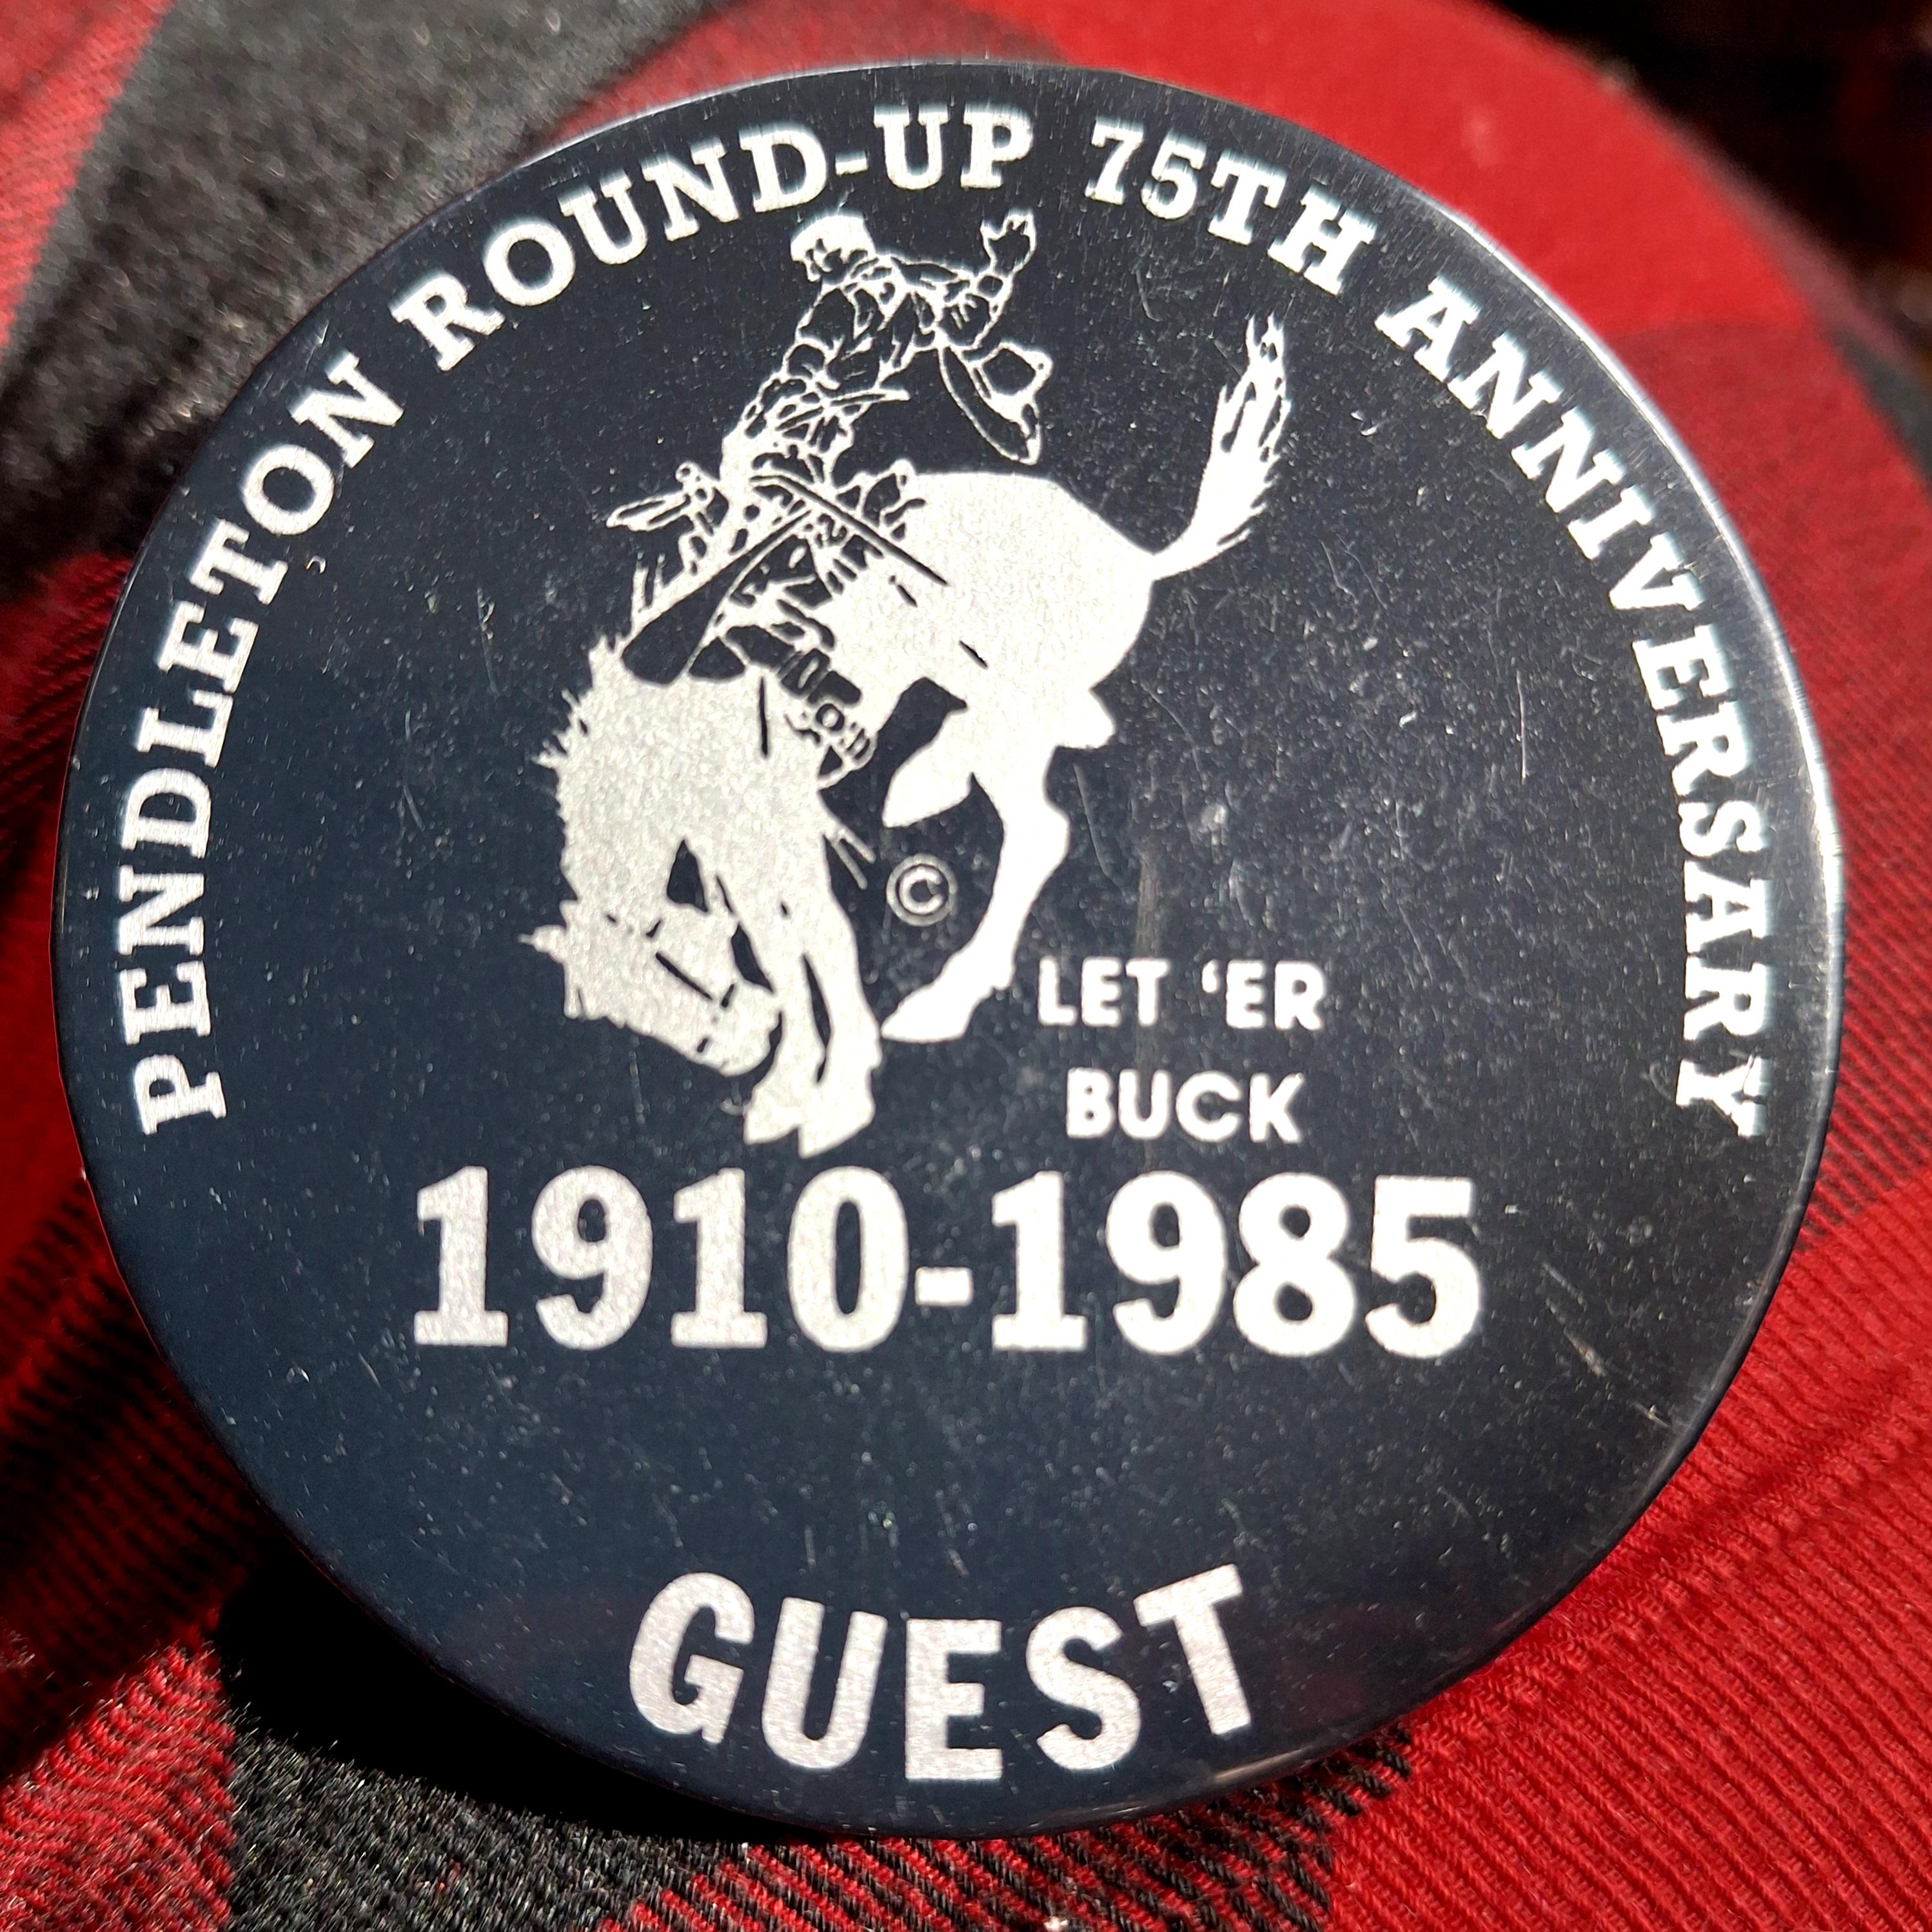 PENDLETON ROUND-UP 75TH ANNIVERSARY
©
LET 'ER
BUCK
1910-1985
GUEST